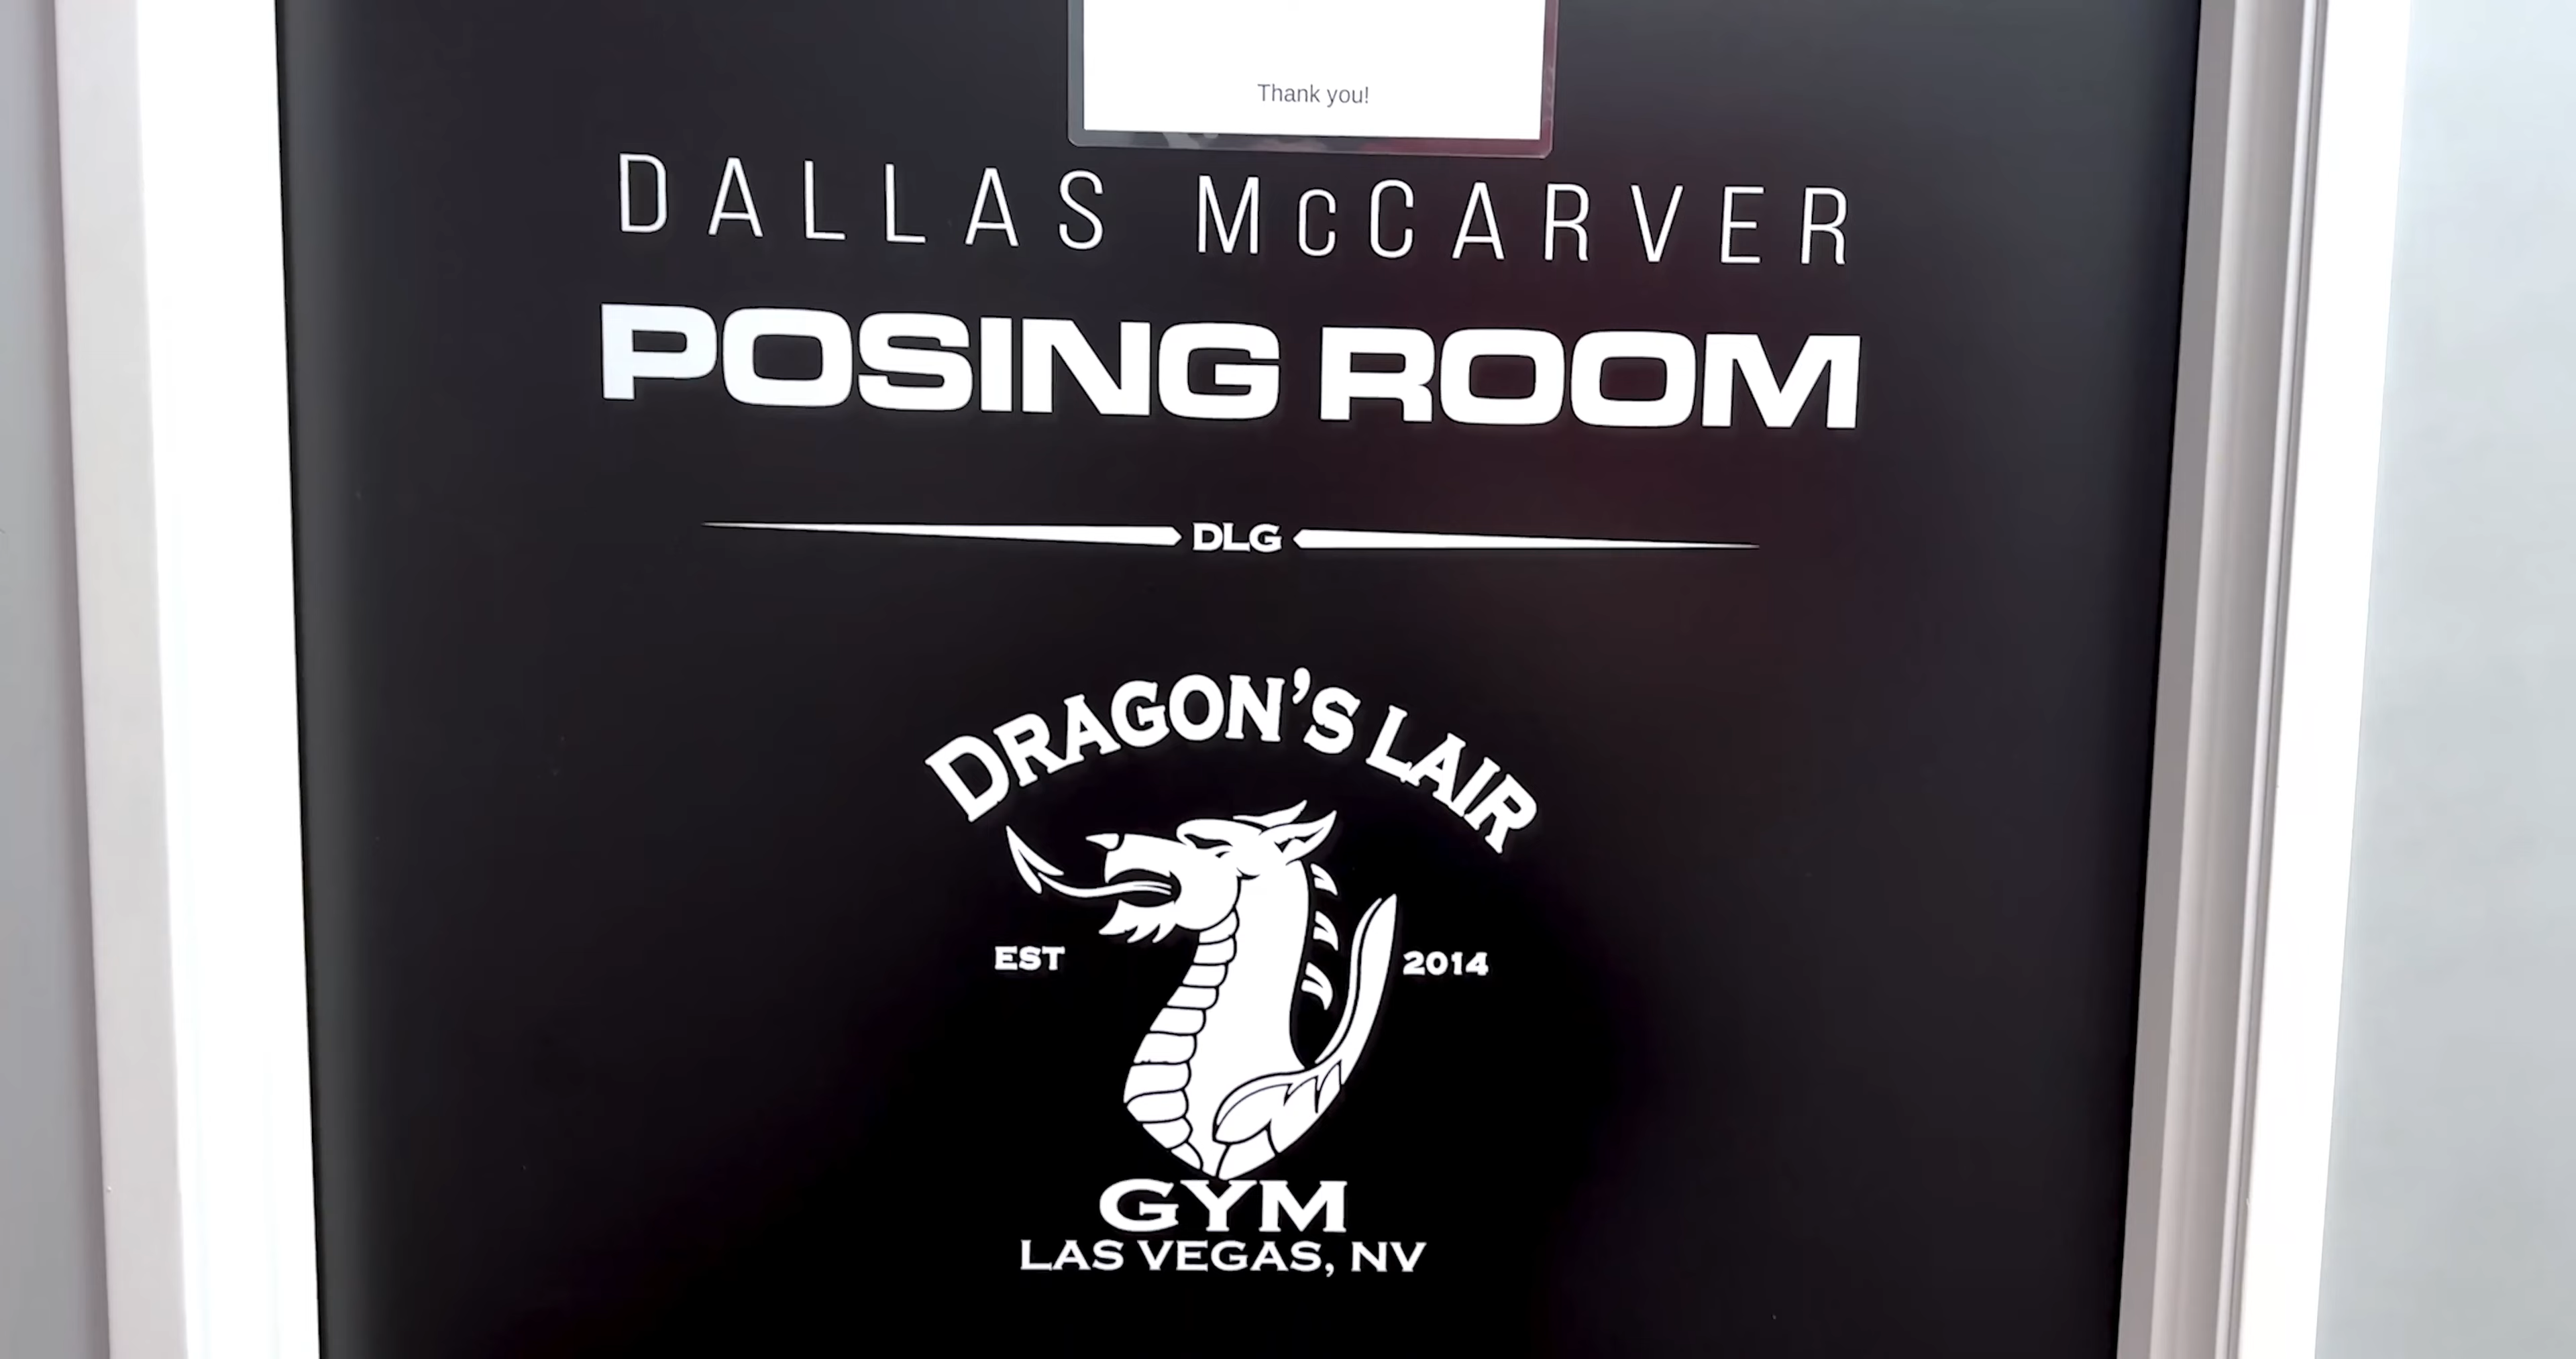 Thank you!
DALLAS McCARVER
POSING ROOM
DLG
DRAGON'S LAIR
EST 2014
GYM
LAS VEGAS, NV